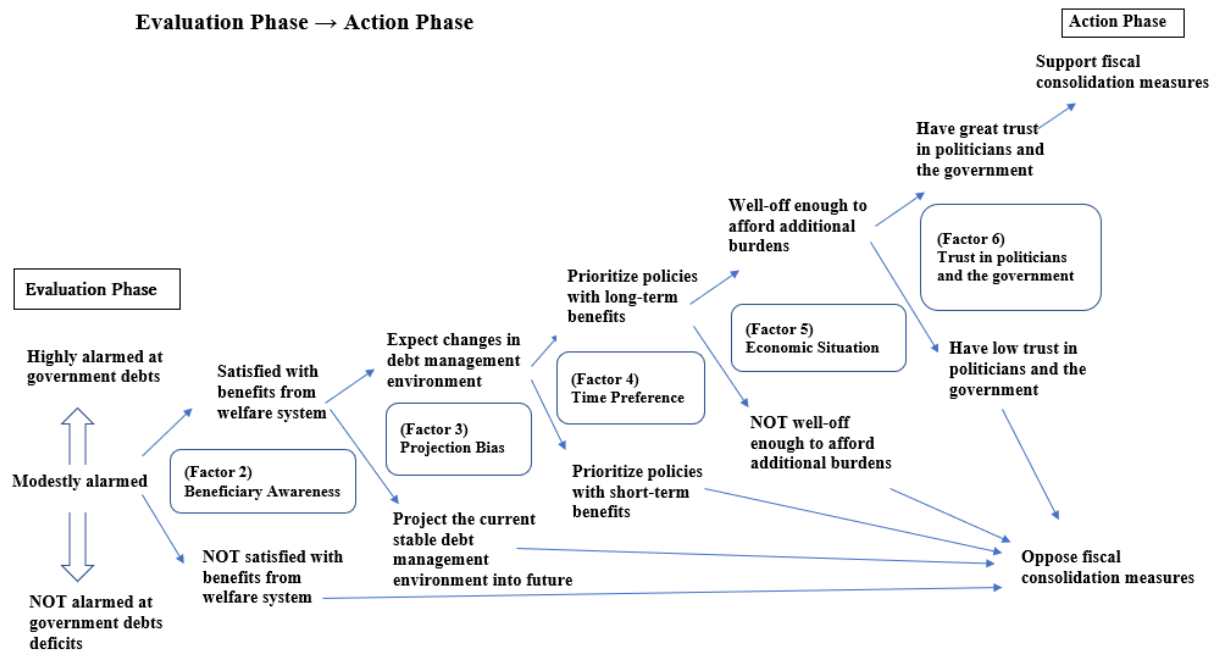 Evaluation Phase → Action Phase
Action Phase
Support fiscal
consolidation measures
Have great trust
in politicians and
the government
Well-off enough to
afford additional
burdens
(Factor 6)
Trust in politicians
and the government
Evaluation Phase
Prioritize policies
with long-term
benefits
(Factor 5)
Economic Situation
Expect changes in
debt management
environment
Have low trust in
politicians and the
government
Highly alarmed at
government debts
Satisfied with
benefits from
welfare system
(Factor 4)
Time Preference
(Factor 3)
Projection Bias
NOT well-off
enough to afford
additional burdens
Modestly alarmed
(Factor 2)
Beneficiary Awareness
Prioritize policies
with short-term
benefits
Project the current
stable debt
management
environment into future
NOT satisfied with
benefits from
welfare system
Oppose fiscal
consolidation measures
NOT alarmed at
government debts
deficits